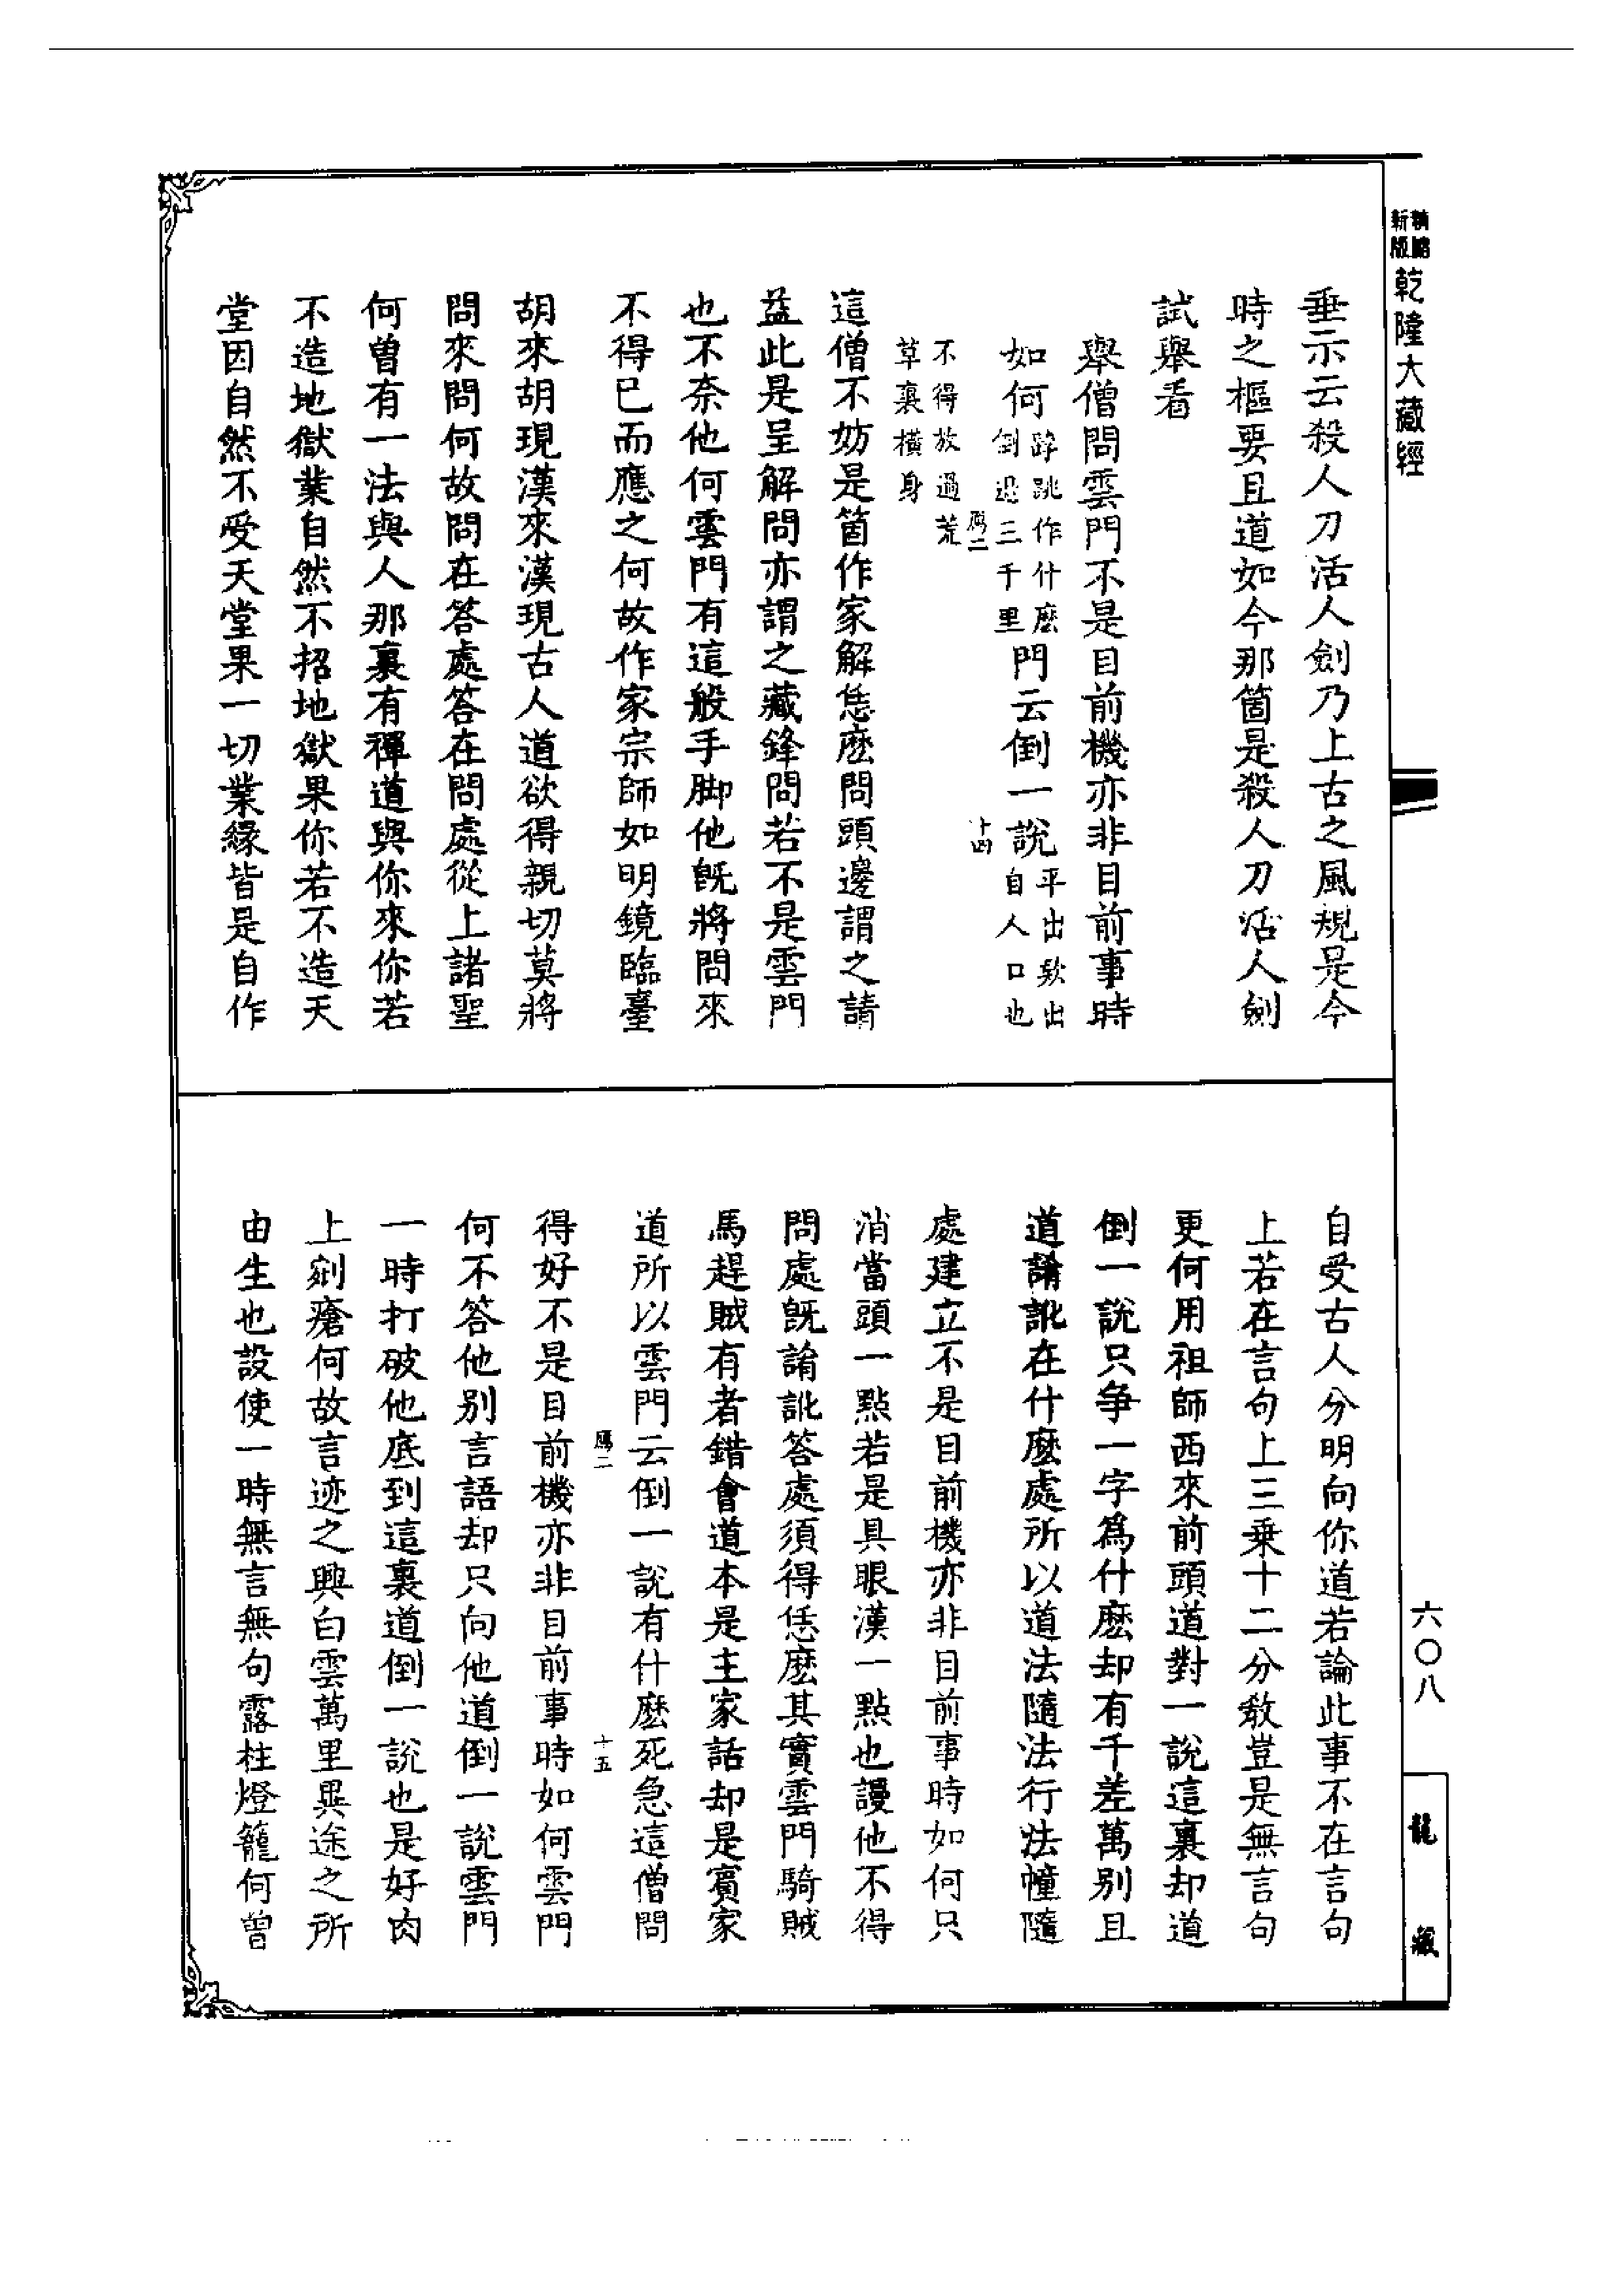 新版精縮乾隆大藏經
垂示云殺人刀活人劍乃上古之風規是今
時之樞要且道如今那箇是殺人刀活人劍
試舉看
舉僧問雲門不是目前機亦非目前事時
如何𨁝跳作什麼倒退三千里門云倒一說平出款出自人口也
鴈二
十四
不得放過荒草裏橫身
這僧不妨是箇作家解恁麼問頭邊謂之請
益此是呈解問亦謂之藏鋒問若不是雲門
也不奈他何雲門有這般手脚他旣將問來
不得已而應之何故作家宗師如明鏡臨臺
胡來胡現漢來漢現古人道欲得親切莫將
問來問何故問在答處答在問處從上諸聖
何曾有一法與人那裏有禪道與你來你若
不造地獄業自然不招地獄果你若不造天
堂因自然不受天堂果一切業緣皆是自作
自受古人分明向你道若論此事不在言句
上若在言句上三乗十二分敎豈是無言句
更何用祖師西來前頭道對一說這裏却道
倒一說只争一字爲什麼却有千差萬別且
道誵訛在什麼處所以道法隨法行法幢隨
處建立不是目前機亦非目前事時如何只
消當頭一點若是具眼漢一點也謾他不得
問處旣誵訛答處須得恁麼其實雲門騎賊
馬趕賊有者錯會道本是主家話却是賓家
道所以雲門云倒一說有什麼死急這僧問
鴈二
十五
得好不是目前機亦非目前事時如何雲門
何不答他別言語却只向他道倒一說雲門
一時打破他底到這裏道倒一說也是好肉
上剜瘡何故言迹之興白雲萬里異途之所
由生也設使一時無言無句露柱燈籠何曾
六〇八
龍藏